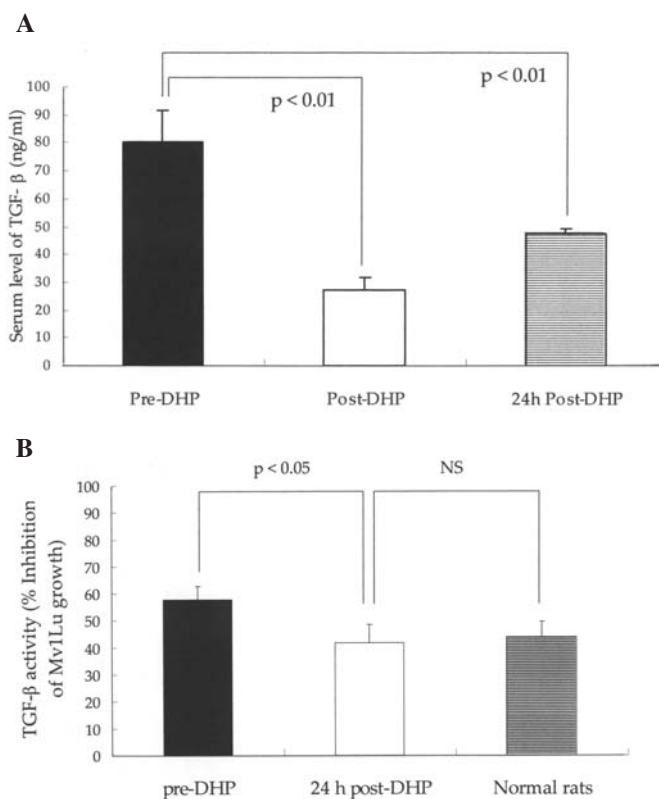 A
p < 0.01
p < 0.01
Serum level of TGF- β (ng/ml)
100
90
80
70
60
50
40
30
20
10
0
Pre-DHP
Post-DHP
24h Post-DHP
B
p < 0.05
NS
TGF-β activity (% Inhibition
of Mv1Lu growth)
100
90
80
70
60
50
40
30
20
10
0
pre-DHP
24 h post-DHP
Normal rats